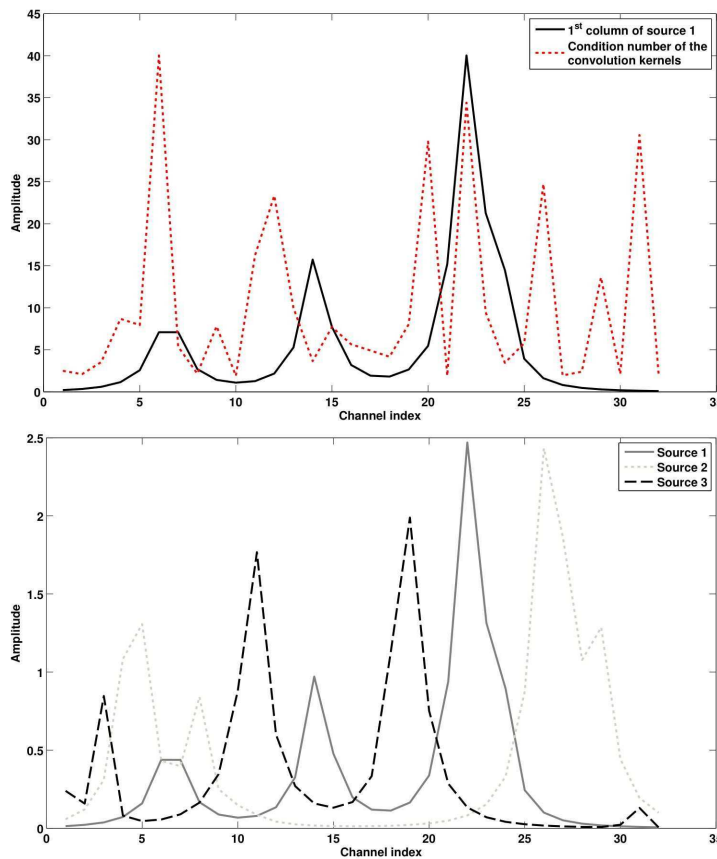 45
40
35
30
25
20
15
10
5
0
Amplitude
1st column of source 1
Condition number of the
convolution kernels
0 5 10 15 20 25 30 3
Channel index
2.5
2
1.5
1
0.5
0
Amplitude
Source 1
Source 2
Source 3
0 5 10 15 20 25 30 35
Channel index